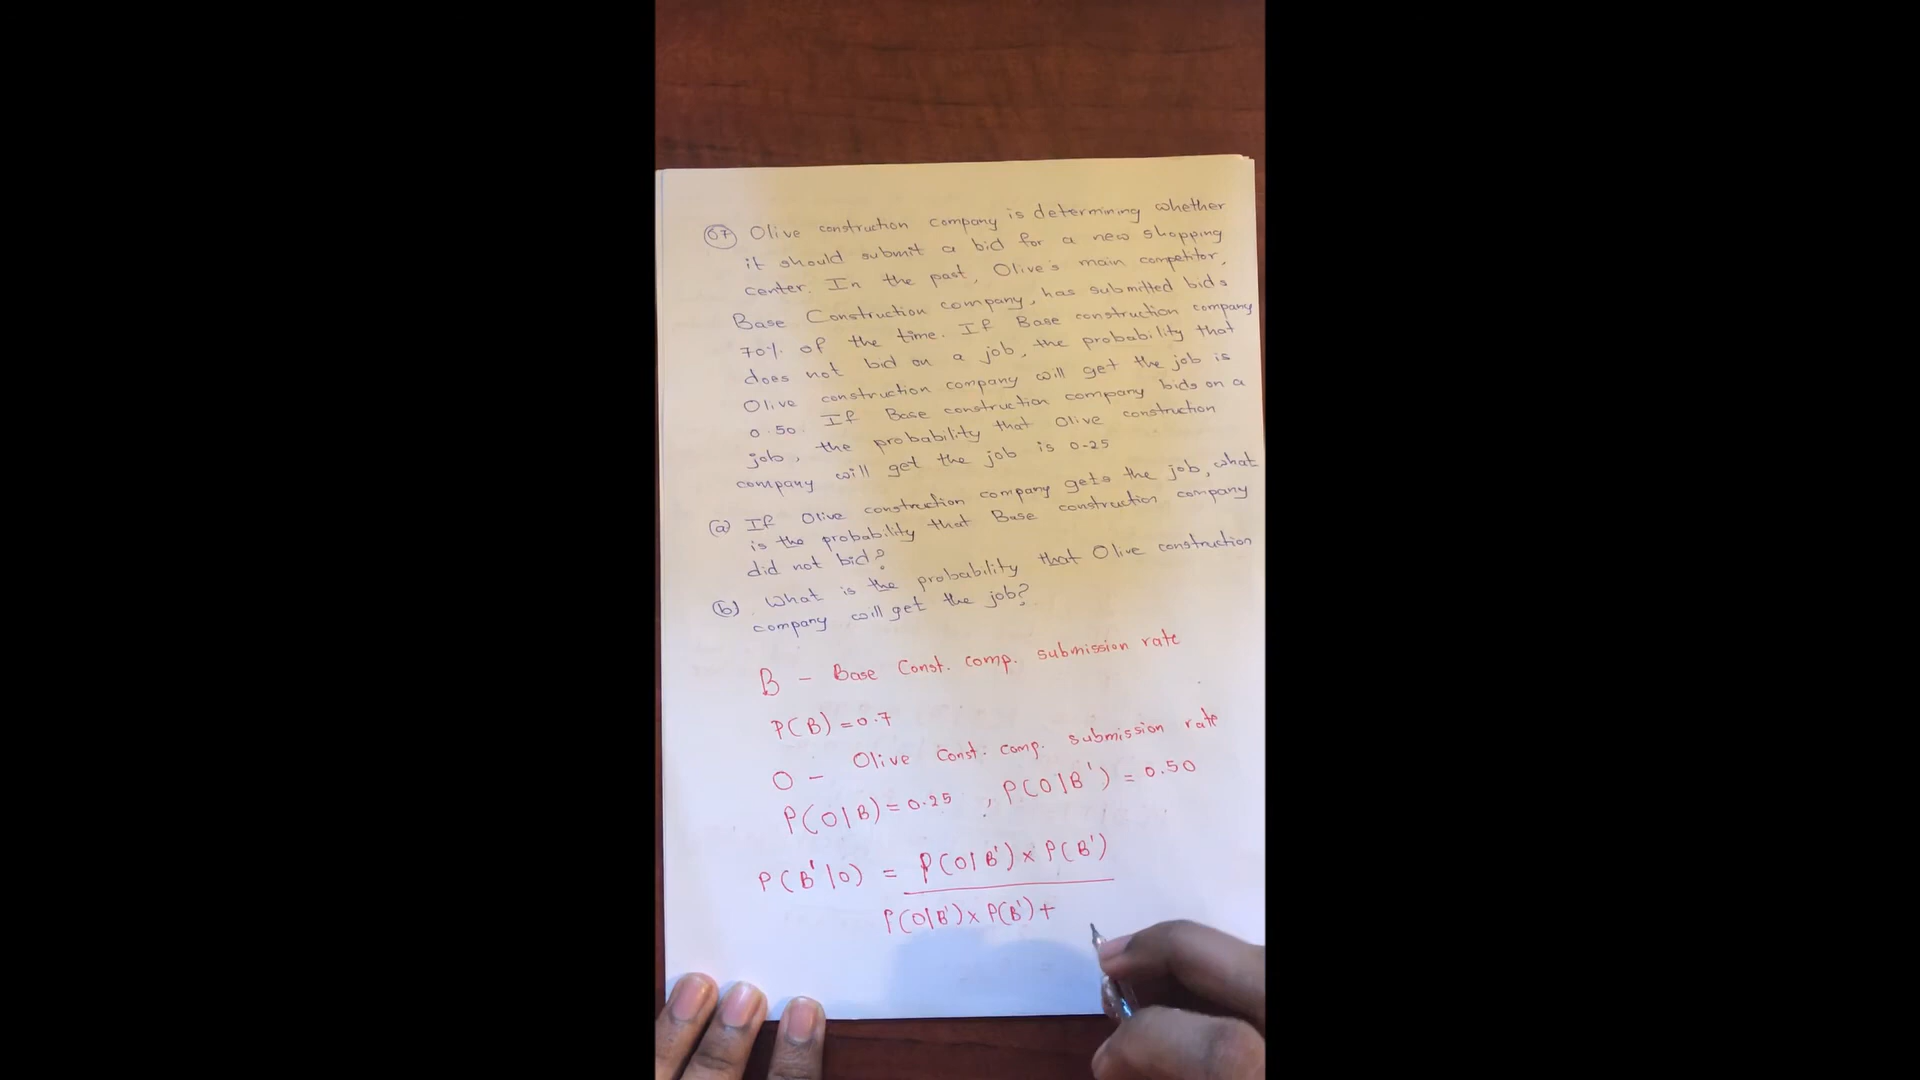 07 Olive construction company is determining whether
it should submit a bid for a new shopping
center. In the past, Olive's main competitor,
Base Construction company, has submitted bids
70% of the time. If Base construction company
does not bid on a job, the probability that
Olive construction company will get the job is
0.50. If Base construction company bids on a
job, the probability that Olive construction
company will get the job is 0.25
(a) If Olive construction company gets the job, what
is the probability that Base construction company
did not bid?
(b) What is the probability that Olive construction
company will get the job?
B - Base Const. comp. submission rate
P(B) = 0.7
O - Olive Const. comp. submission rate
P(O|B) = 0.25 , P(O|B') = 0.50
P(B'|O) = P(O|B') × P(B')
P(O|B') × P(B') +